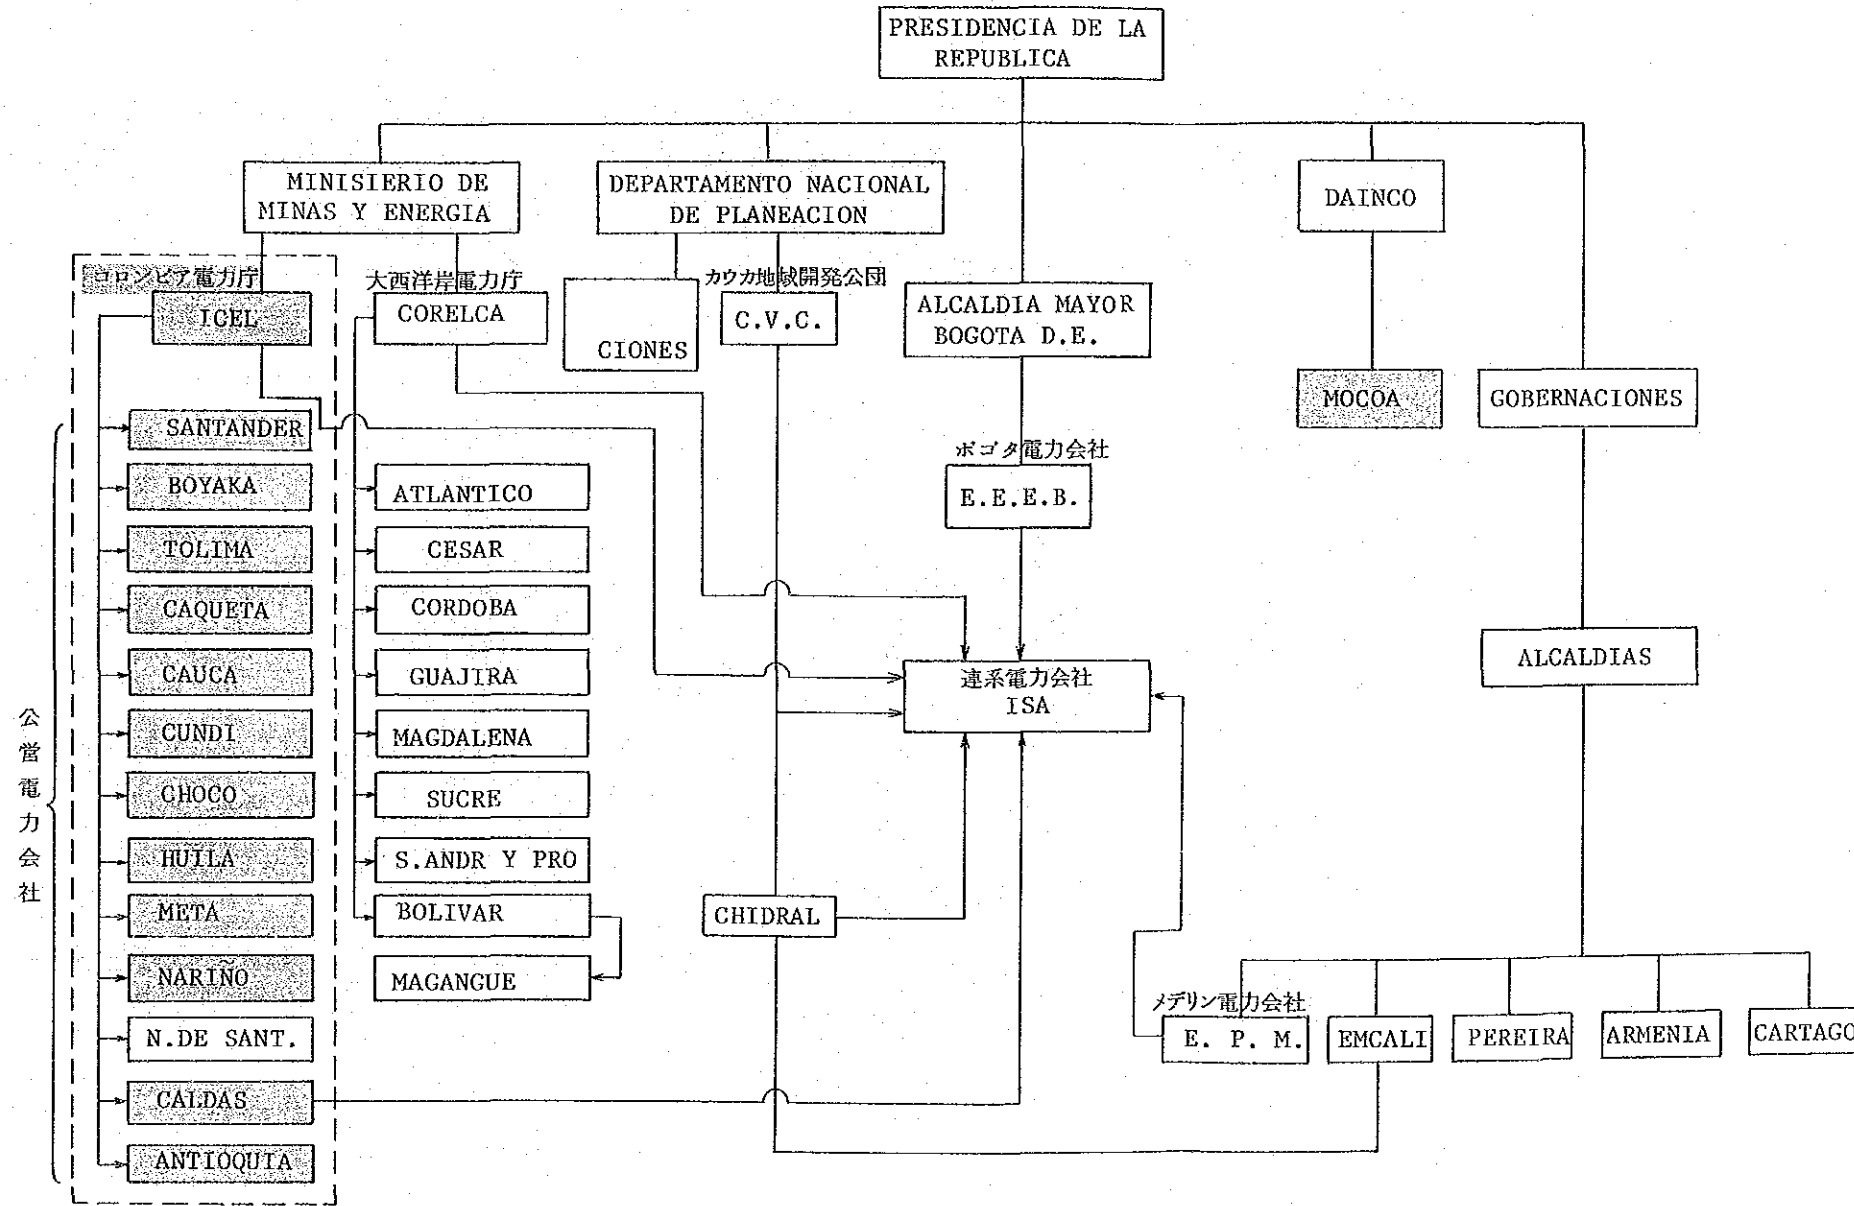 PRESIDENCIA DE LA
REPUBLICA
MINISIERIO DE
MINAS Y ENERGIA
DEPARTAMENTO NACIONAL
DE PLANEACION
DAINCO
コロンビア電力庁
ICEL
大西洋岸電力庁
CORELCA
CIONES
カウカ地域開発公団
C.V.C.
ALCALDIA MAYOR
BOGOTA D.E.
MOCOA
GOBERNACIONES
ボゴタ電力会社
E.E.E.B.
公営電力会社
SANTANDER
BOYAKA
TOLIMA
CAQUETA
CAUCA
CUNDI
CHOCO
HUILA
META
NARIÑO
N.DE SANT.
CALDAS
ANTIOQUIA
ATLANTICO
CESAR
CORDOBA
GUAJIRA
MAGDALENA
SUCRE
S.ANDR Y PRO
BOLIVAR
MAGANGUE
連系電力会社
ISA
CHIDRAL
ALCALDIAS
メデリン電力会社
E. P. M.
EMCALI
PEREIRA
ARMENIA
CARTAGO